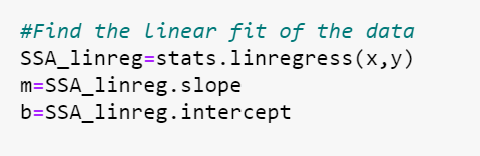 #Find the linear fit of the data
SSA_linreg=stats.linregress(x,y)
m=SSA_linreg.slope
b=SSA_linreg.intercept